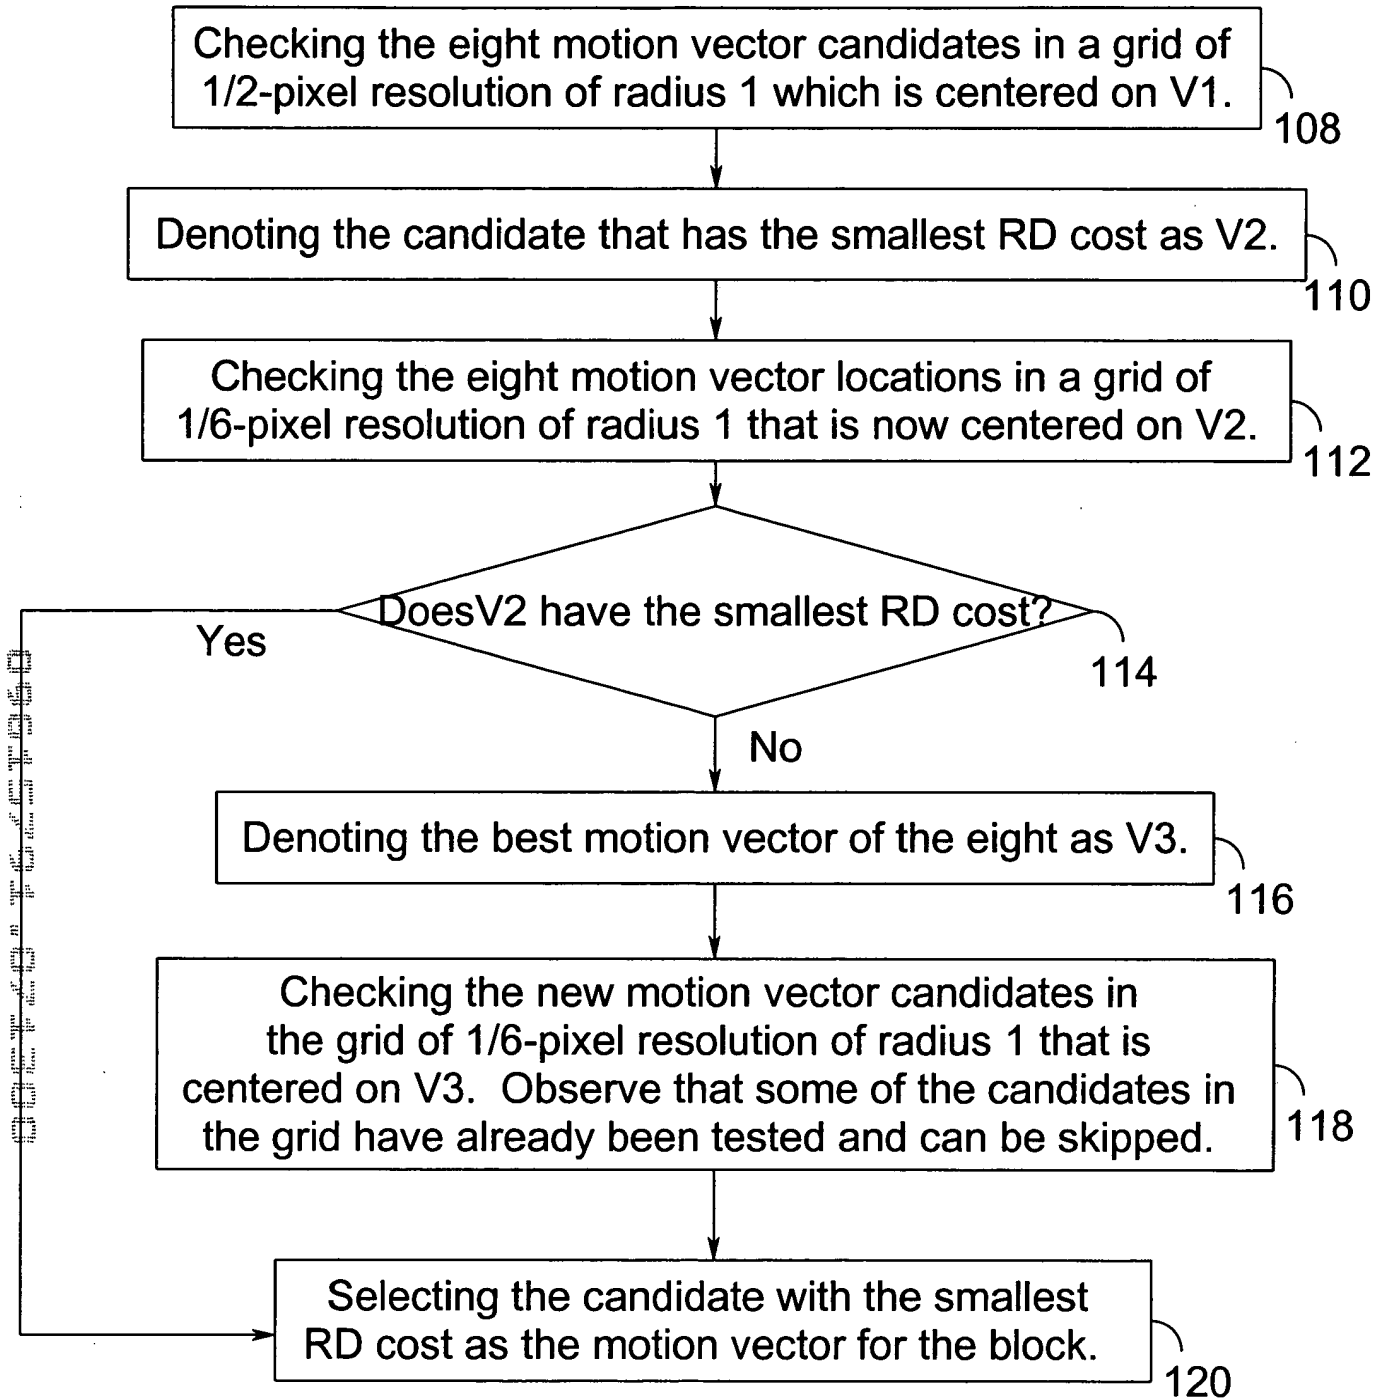 Checking the eight motion vector candidates in a grid of
1/2-pixel resolution of radius 1 which is centered on V1.
108
Denoting the candidate that has the smallest RD cost as V2.
110
Checking the eight motion vector locations in a grid of
1/6-pixel resolution of radius 1 that is now centered on V2.
112
DoesV2 have the smallest RD cost?
114
Yes
No
Denoting the best motion vector of the eight as V3.
116
Checking the new motion vector candidates in
the grid of 1/6-pixel resolution of radius 1 that is
centered on V3. Observe that some of the candidates in
the grid have already been tested and can be skipped.
118
Selecting the candidate with the smallest
RD cost as the motion vector for the block.
120